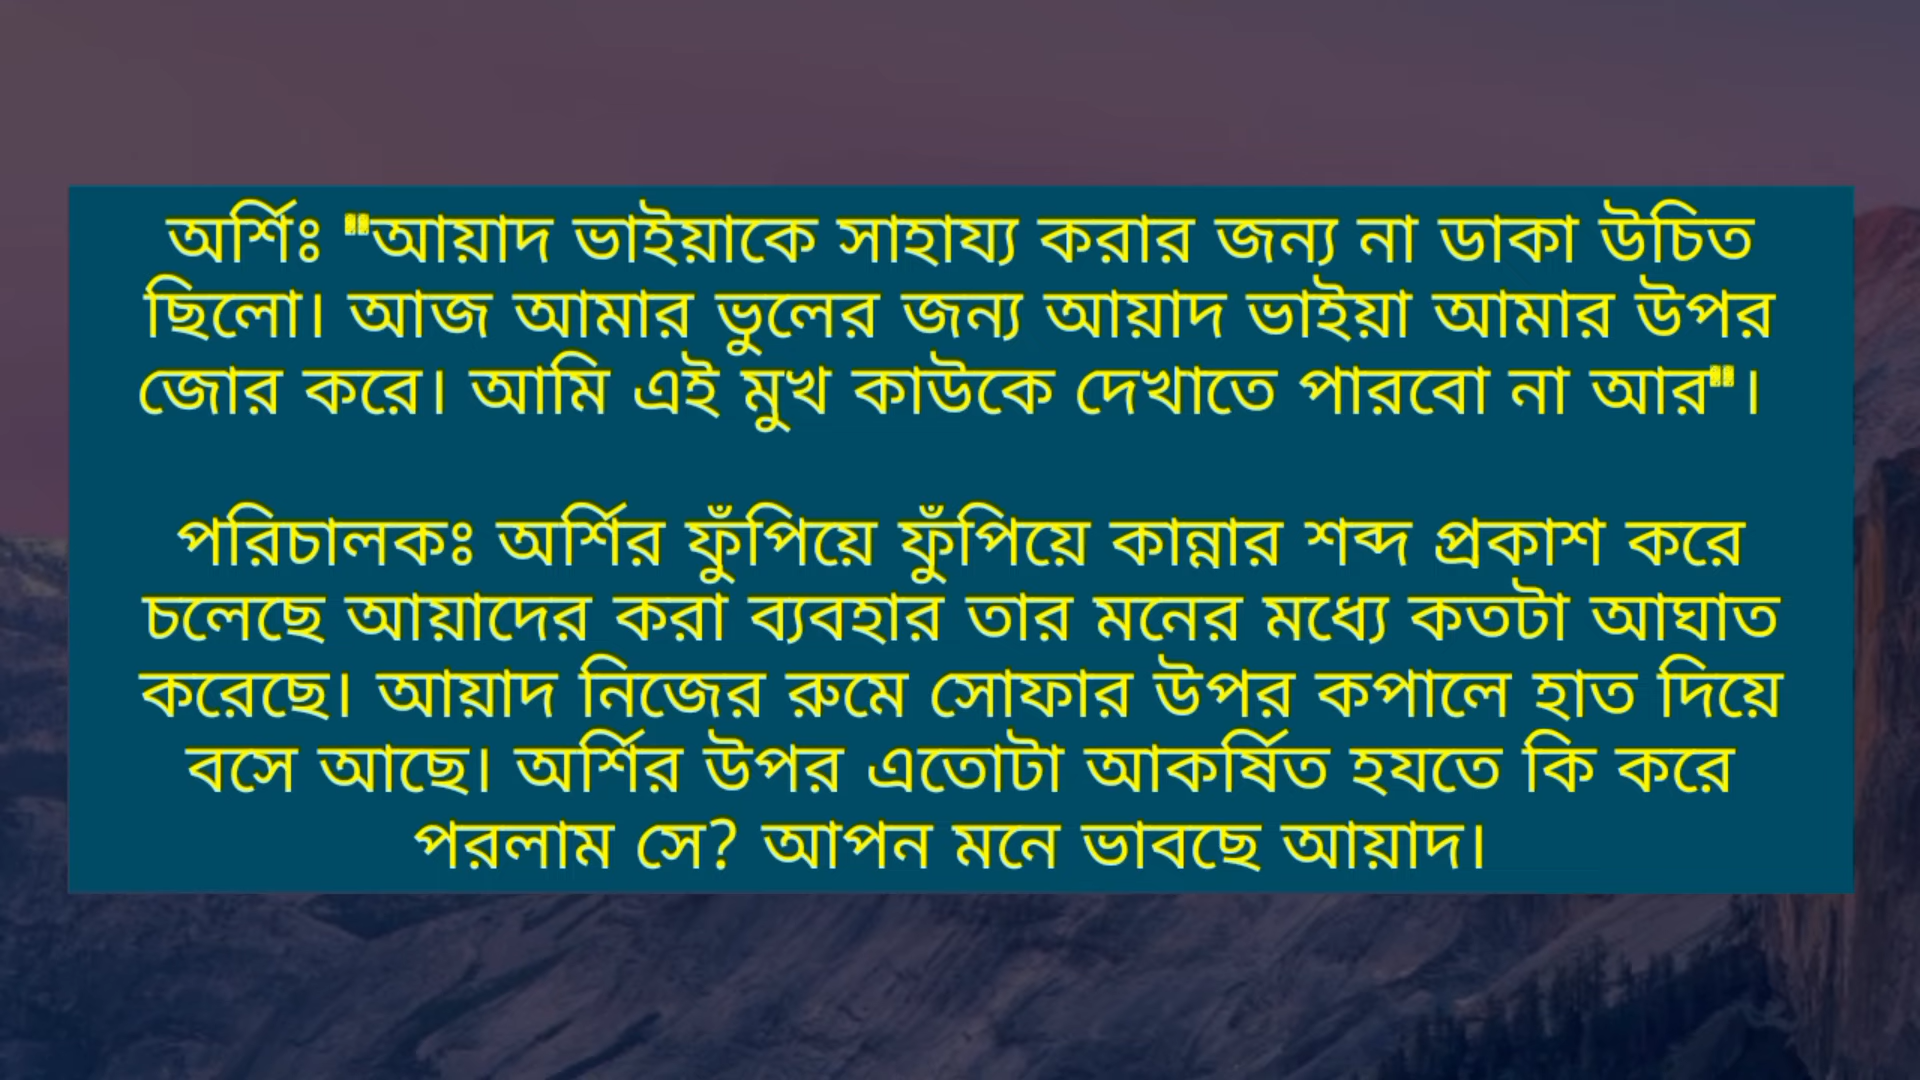 অর্শিঃ "আয়াদ ভাইয়াকে সাহায্য করার জন্য না ডাকা উচিত
ছিলো। আজ আমার ভুলের জন্য আয়াদ ভাইয়া আমার উপর
জোর করে। আমি এই মুখ কাউকে দেখাতে পারবো না আর"।
পরিচালকঃ অর্শির ফুঁপিয়ে ফুঁপিয়ে কান্নার শব্দ প্রকাশ করে
চলেছে আয়াদের করা ব্যবহার তার মনের মধ্যে কতটা আঘাত
করেছে। আয়াদ নিজের রুমে সোফার উপর কপালে হাত দিয়ে
বসে আছে। অর্শির উপর এতোটা আকর্ষিত হযতে কি করে
পরলাম সে? আপন মনে ভাবছে আয়াদ।